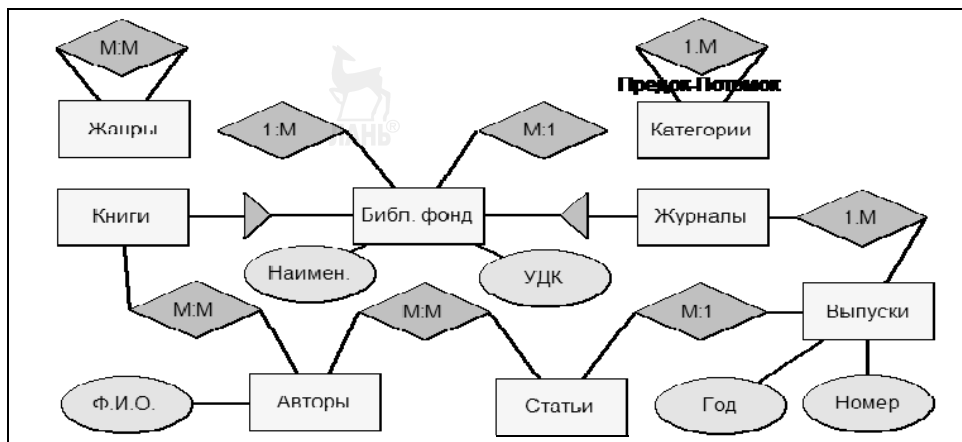 М:М
1.М
Предок-Потомок
Жанры
1:М
М:1
Категории
ЛАНЬ®
Книги
Библ. фонд
Журналы
1.М
Наимен.
УДК
М:М
М:М
М:1
Выпуски
Ф.И.О.
Авторы
Статьи
Год
Номер